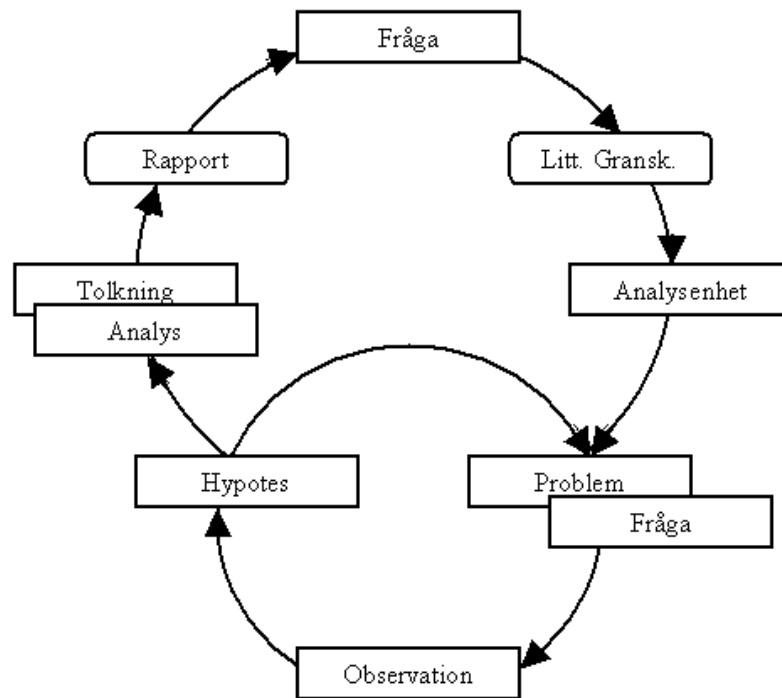 Fråga
Rapport
Litt. Gransk.
Tolkning
Analys
Analysenhet
Hypotes
Problem
Fråga
Observation